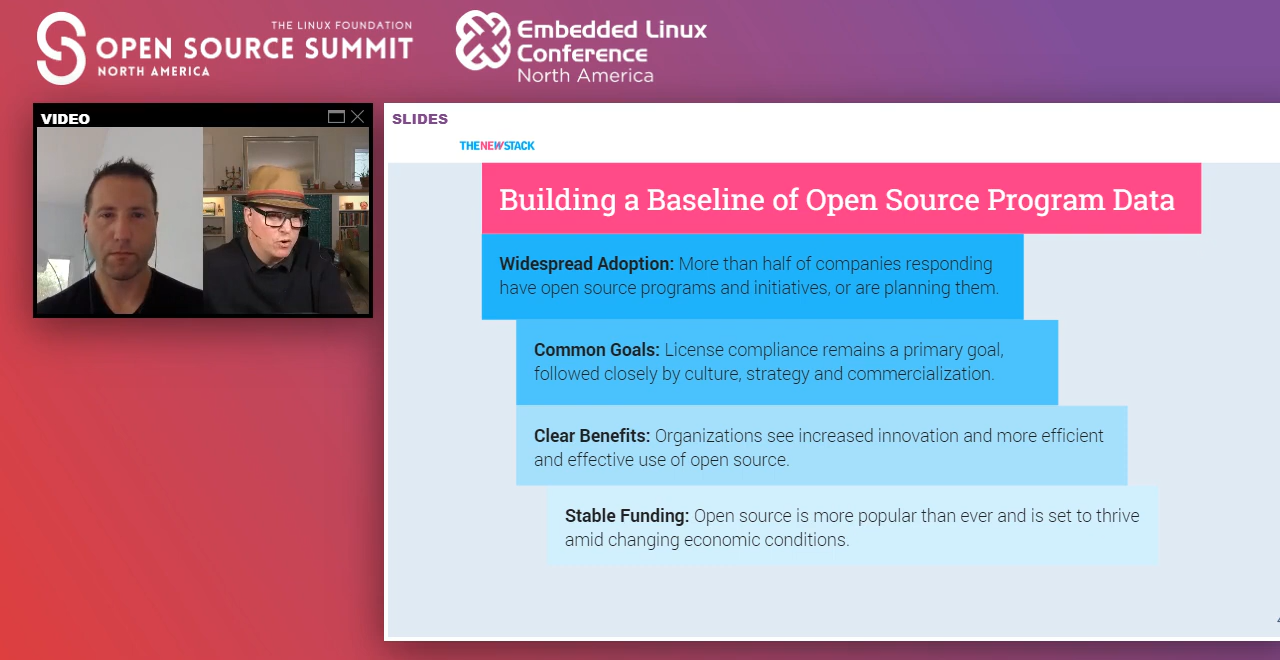 THE LINUX FOUNDATION
OPEN SOURCE SUMMIT
NORTH AMERICA
Embedded Linux
Conference
North America
VIDEO
SLIDES
THENEWSTACK
Building a Baseline of Open Source Program Data
Widespread Adoption: More than half of companies responding
have open source programs and initiatives, or are planning them.
Common Goals: License compliance remains a primary goal,
followed closely by culture, strategy and commercialization.
Clear Benefits: Organizations see increased innovation and more efficient
and effective use of open source.
Stable Funding: Open source is more popular than ever and is set to thrive
amid changing economic conditions.